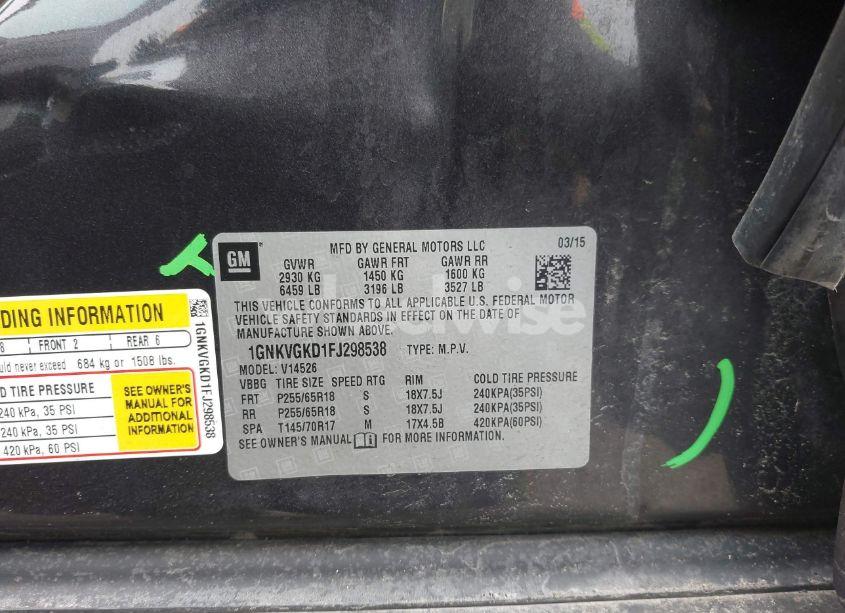 GM
MFD BY GENERAL MOTORS LLC 03/15
GVWR GAWR FRT GAWR RR
2930 KG 1450 KG 1600 KG
6459 LB 3196 LB 3527 LB
THIS VEHICLE CONFORMS TO ALL APPLICABLE U.S. FEDERAL MOTOR
VEHICLE SAFETY STANDARDS IN EFFECT ON THE DATE OF
MANUFACTURE SHOWN ABOVE.
1GNKVGKD1FJ298538 TYPE: M.P.V.
MODEL: V14526
VBBG TIRE SIZE SPEED RTG RIM COLD TIRE PRESSURE
FRT P255/65R18 S 18X7.5J 240KPA(35PSI)
RR P255/65R18 S 18X7.5J 240KPA(35PSI)
SPA T145/70R17 M 17X4.5B 420KPA(60PSI)
SEE OWNER'S MANUAL FOR MORE INFORMATION.
DING INFORMATION
8 FRONT 2 REAR 6
uld never exceed 684 kg or 1508 lbs.
D TIRE PRESSURE
240 kPa, 35 PSI
240 kPa, 35 PSI
420 kPa, 60 PSI
SEE OWNER'S
MANUAL FOR
ADDITIONAL
INFORMATION
1GNKVGKD1FJ298538